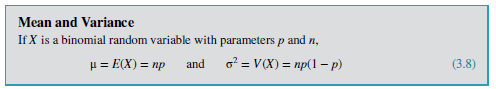 Mean and Variance
If X is a binomial random variable with parameters p and n,
μ = E(X) = np and σ² = V(X) = np(1 − p) (3.8)